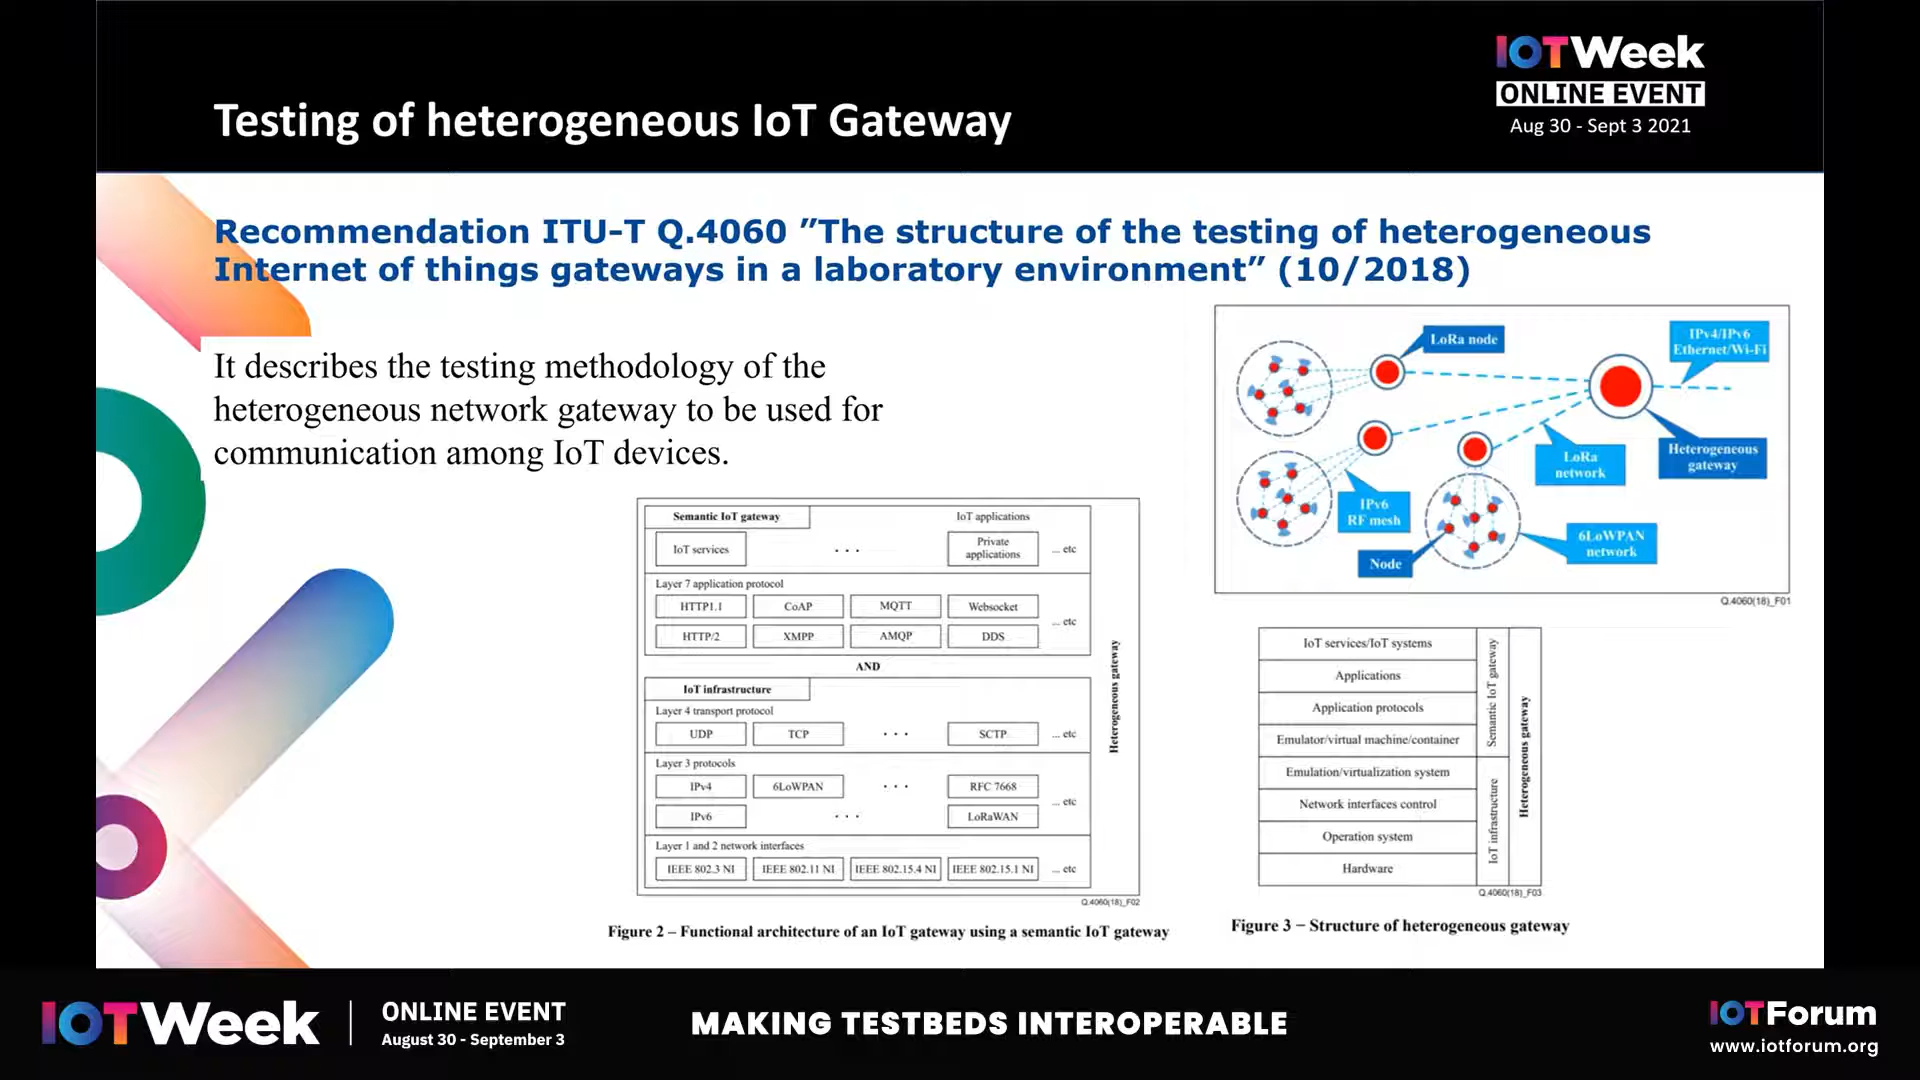 IOTWeek
ONLINE EVENT
Aug 30 - Sept 3 2021
Testing of heterogeneous IoT Gateway
Recommendation ITU-T Q.4060 ”The structure of the testing of heterogeneous
Internet of things gateways in a laboratory environment” (10/2018)
It describes the testing methodology of the
heterogeneous network gateway to be used for
communication among IoT devices.
LoRa node
IPv4/IPv6
Ethernet/Wi-Fi
LoRa
network
Heterogeneous
gateway
IPv6
RF mesh
6LoWPAN
network
Node
Q.4060(18)_F01
Semantic IoT gateway
IoT applications
IoT services
. . .
Private
applications
... etc
Layer 7 application protocol
HTTP1.1 CoAP MQTT Websocket
... etc
HTTP/2 XMPP AMQP DDS
AND
IoT infrastructure
Layer 4 transport protocol
UDP TCP . . . SCTP ... etc
Layer 3 protocols
IPv4 6LoWPAN . . . RFC 7668
... etc
IPv6 . . . LoRaWAN
Layer 1 and 2 network interfaces
IEEE 802.3 NI IEEE 802.11 NI IEEE 802.15.4 NI IEEE 802.15.1 NI ... etc
Heterogeneous gateway
Q.4060(18)_F02
Figure 2 – Functional architecture of an IoT gateway using a semantic IoT gateway
IoT services/IoT systems
Applications
Application protocols
Emulator/virtual machine/container
Emulation/virtualization system
Network interfaces control
Operation system
Hardware
Semantic IoT gateway
IoT infrastructure
Heterogeneous gateway
Q.4060(18)_F03
Figure 3 – Structure of heterogeneous gateway
IOTWeek
ONLINE EVENT
August 30 - September 3
MAKING TESTBEDS INTEROPERABLE
IOTForum
www.iotforum.org